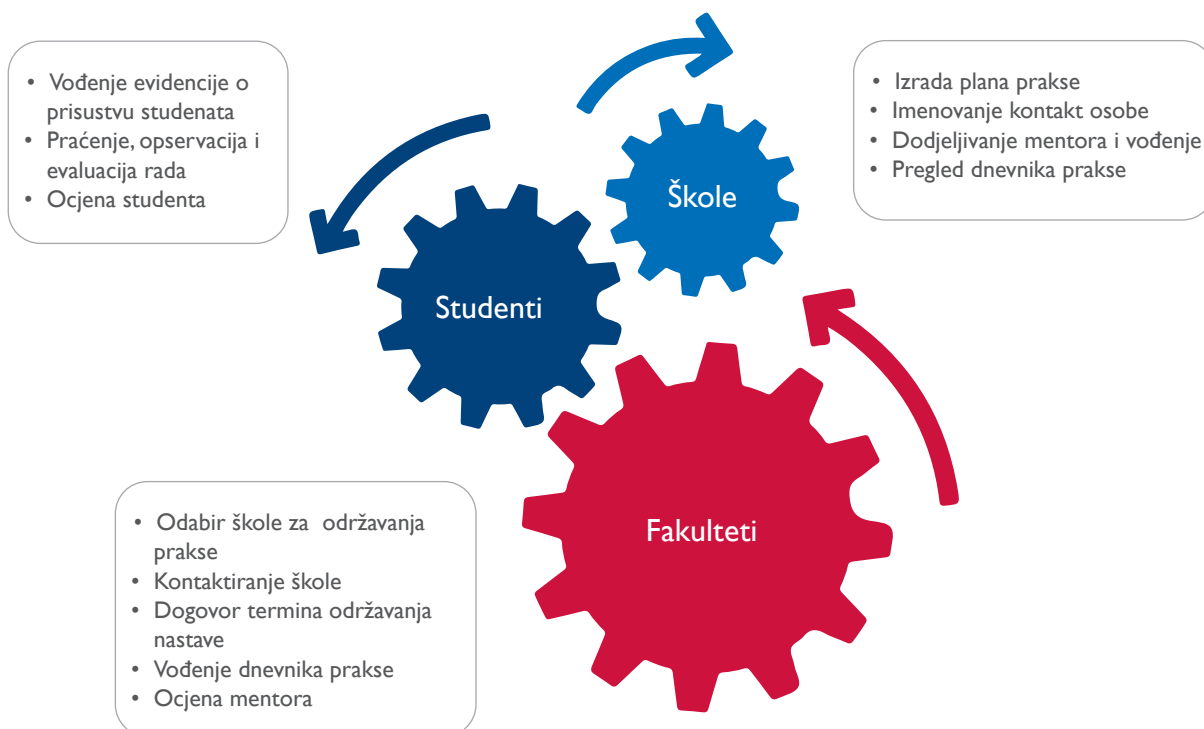 • Vođenje evidencije o
prisustvu studenata
• Praćenje, opservacija i
evaluacija rada
• Ocjena studenta
• Izrada plana prakse
• Imenovanje kontakt osobe
• Dodjeljivanje mentora i vođenje
• Pregled dnevnika prakse
Škole
Studenti
Fakulteti
• Odabir škole za održavanja
prakse
• Kontaktiranje škole
• Dogovor termina održavanja
nastave
• Vođenje dnevnika prakse
• Ocjena mentora